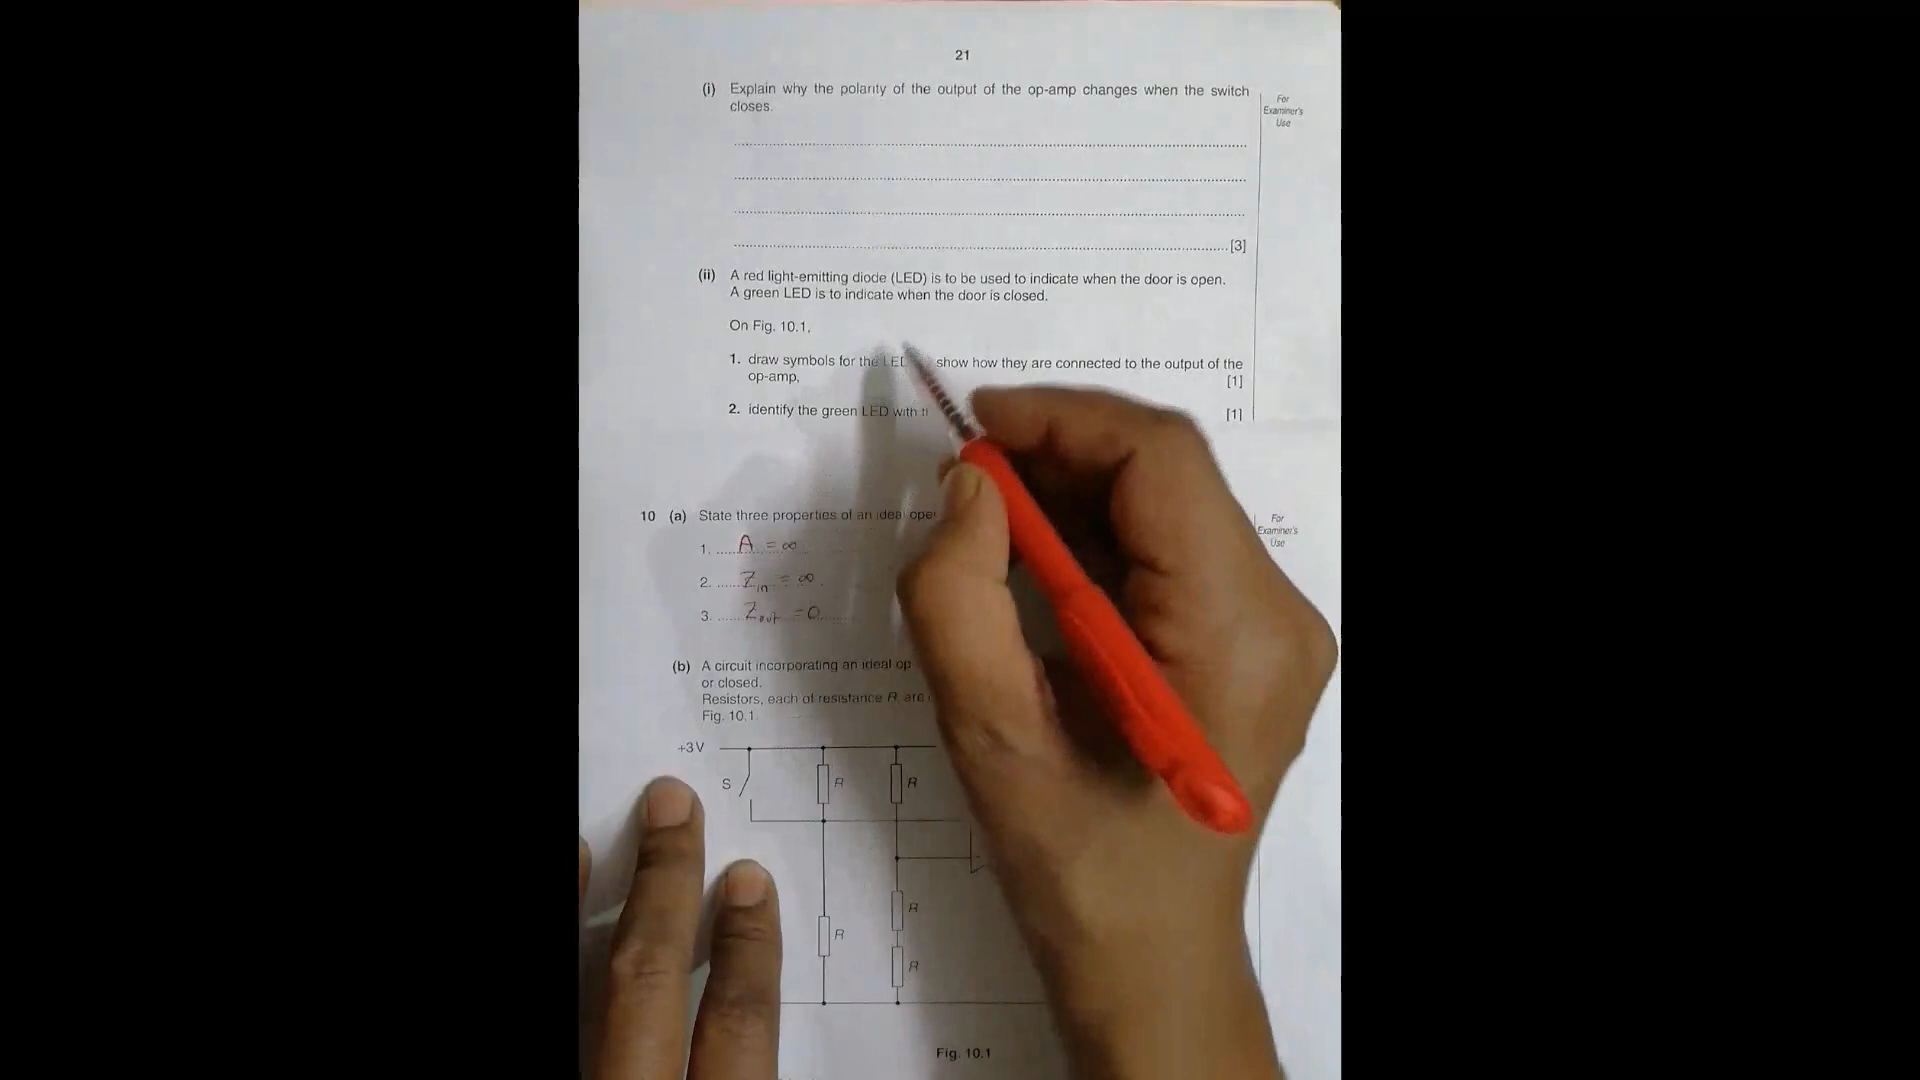 21
(i) Explain why the polarity of the output of the op-amp changes when the switch
closes.
For
Examiner's
Use
[3]
(ii) A red light-emitting diode (LED) is to be used to indicate when the door is open.
A green LED is to indicate when the door is closed.
On Fig. 10.1,
1. draw symbols for the LED show how they are connected to the output of the
op-amp, [1]
2. identify the green LED with [1]
10 (a) State three properties of an ideal
For
Examiner's
Use
1. A = ∞
2. Zin = ∞
3. Zout = 0
(b) A circuit incorporating an ideal op
or closed.
Resistors, each of resistance R, are
Fig. 10.1
+3V
S
R
R
R
R
R
Fig. 10.1